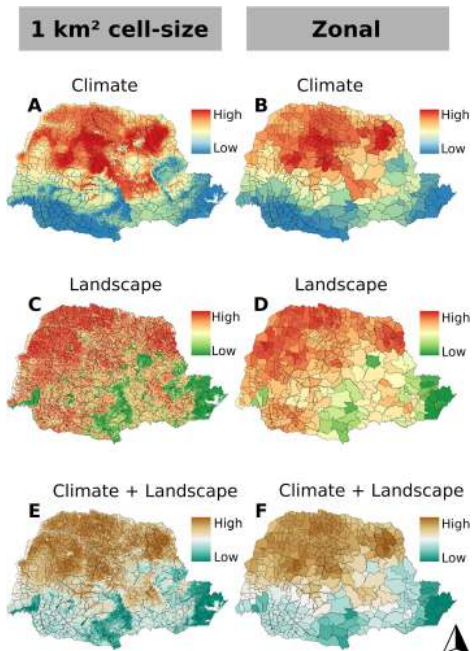 1 km² cell-size Zonal
Climate Climate
A B
High High
Low Low
Landscape Landscape
C D
High High
Low Low
Climate + Landscape Climate + Landscape
E F
High High
Low Low